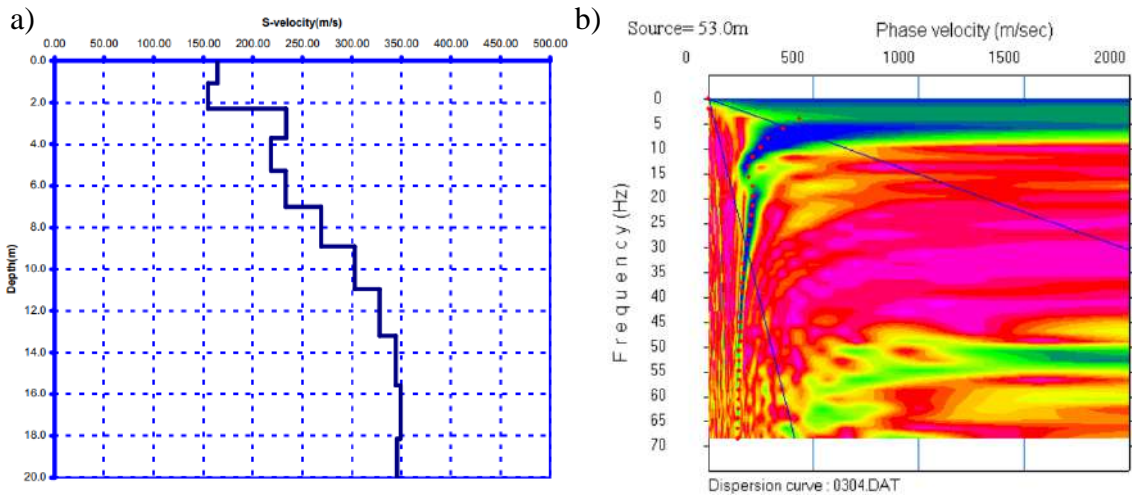 a)
S-velocity(m/s)
0.00 50.00 100.00 150.00 200.00 250.00 300.00 350.00 400.00 450.00 500.00
0.0
2.0
4.0
6.0
8.0
10.0
12.0
14.0
16.0
18.0
20.0
Depth(m)
b)
Source= 53.0m
Phase velocity (m/sec)
0 500 1000 1500 2000
0
5
10
15
20
25
30
35
40
45
50
55
60
65
70
Frequency (Hz)
Dispersion curve : 0304.DAT